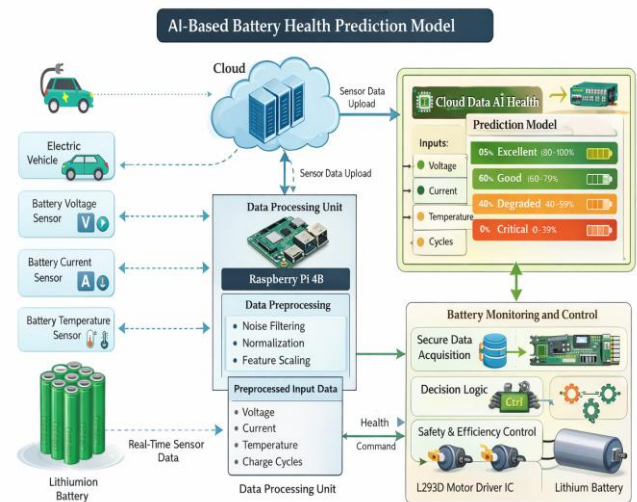 AI-Based Battery Health Prediction Model
Cloud
Sensor Data
Upload
Electric
Vehicle
Sensor Data Upload
Battery Voltage
Sensor
V
Battery Current
Sensor
A
Battery Temperature
Sensor
Lithiumion
Battery
Real-Time Sensor
Data
Data Processing Unit
Raspberry Pi 4B
Data Preprocessing
• Noise Filtering
• Normalization
• Feature Scaling
Preprocessed Input Data
• Voltage
• Current
• Temperature
• Charge Cycles
Data Processing Unit
Cloud Data AI Health
Prediction Model
Inputs:
Voltage
Current
Temperature
Cycles
05% Excellent (80-100%
60% Good (60-79%
40% Degraded 40-59%
0% Critical 0-39%
Battery Monitoring and Control
Secure Data
Acquisition
Decision Logic
Ctrl
Safety & Efficiency Control
Health
Command
L293D Motor Driver IC
Lithium Battery